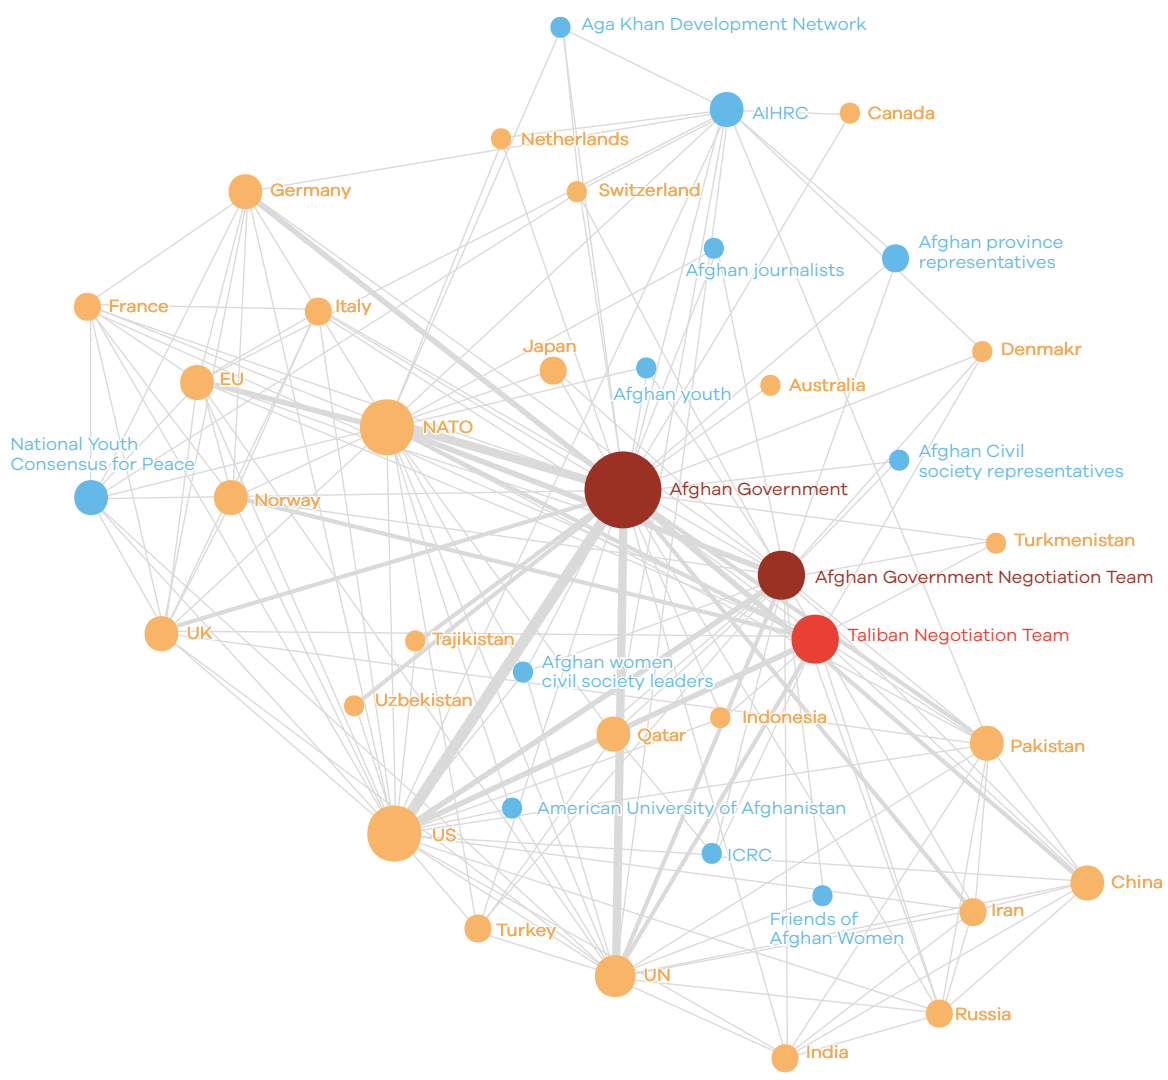 Aga Khan Development Network
AIHRC
Canada
Netherlands
Switzerland
Germany
Afghan province
representatives
Afghan journalists
France
Italy
Japan
Denmakr
EU
Afghan youth
Australia
NATO
National Youth
Consensus for Peace
Afghan Civil
society representatives
Afghan Government
Norway
Turkmenistan
Afghan Government Negotiation Team
UK
Tajikistan
Taliban Negotiation Team
Afghan women
civil society leaders
Uzbekistan
Qatar
Indonesia
Pakistan
American University of Afghanistan
US
ICRC
China
Iran
Friends of
Afghan Women
Turkey
UN
Russia
India